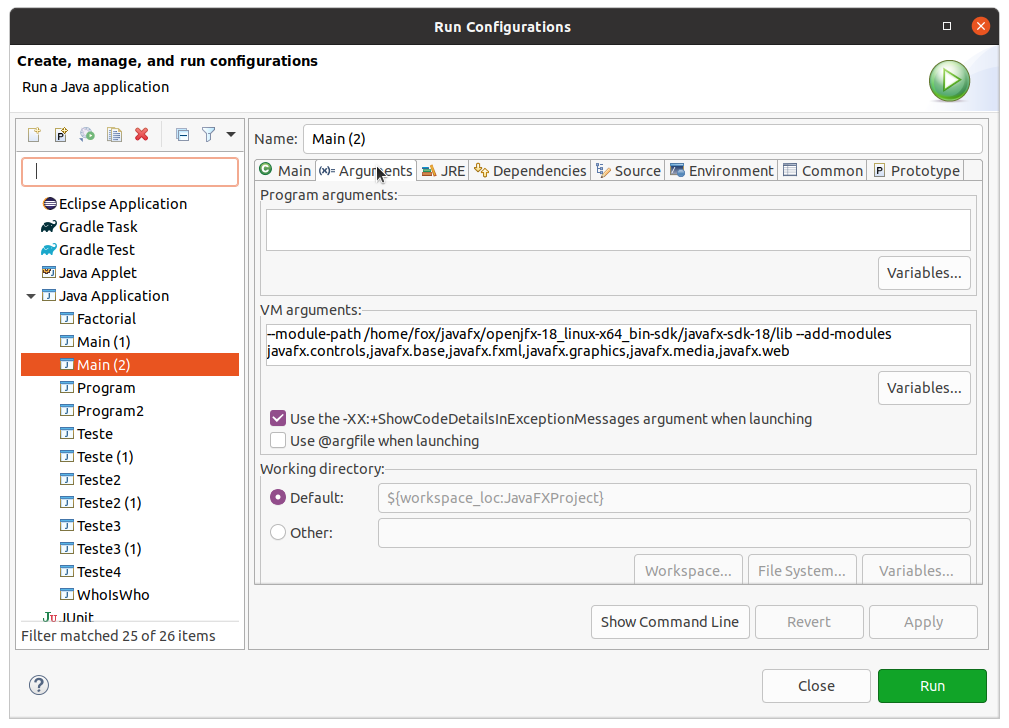 Run Configurations
Create, manage, and run configurations
Run a Java application
Name: Main (2)
Main (x)= Arguments JRE Dependencies Source Environment Common Prototype
Eclipse Application
Gradle Task
Gradle Test
Java Applet
Java Application
Factorial
Main (1)
Main (2)
Program
Program2
Teste
Teste (1)
Teste2
Teste2 (1)
Teste3
Teste3 (1)
Teste4
WhoIsWho
JUnit
Filter matched 25 of 26 items
Program arguments:
Variables...
VM arguments:
--module-path /home/fox/javafx/openjfx-18_linux-x64_bin-sdk/javafx-sdk-18/lib --add-modules
javafx.controls,javafx.base,javafx.fxml,javafx.graphics,javafx.media,javafx.web
Variables...
Use the -XX:+ShowCodeDetailsInExceptionMessages argument when launching
Use @argfile when launching
Working directory:
Default: ${workspace_loc:JavaFXProject}
Other:
Workspace... File System... Variables...
Show Command Line Revert Apply
Close Run